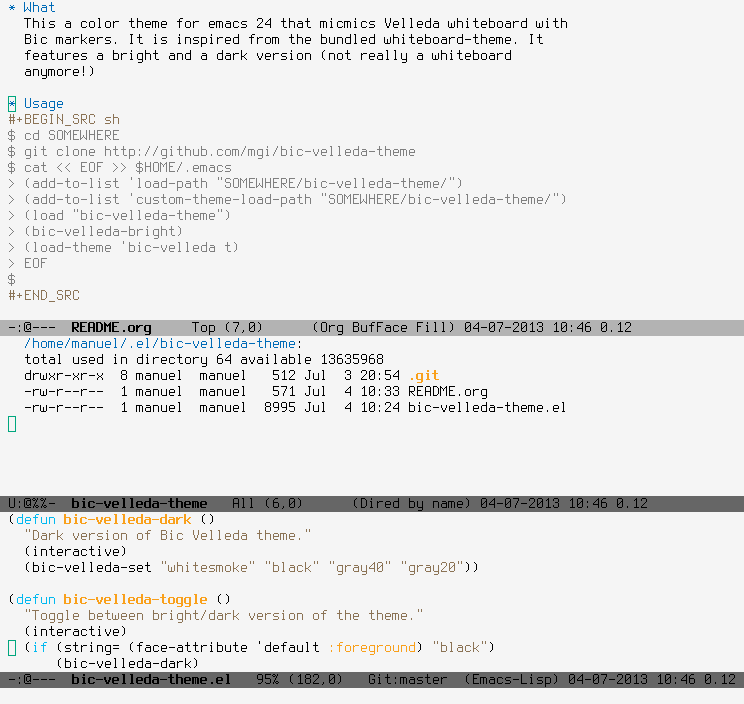 * What
This a color theme for emacs 24 that micmics Velleda whiteboard with
Bic markers. It is inspired from the bundled whiteboard-theme. It
features a bright and a dark version (not really a whiteboard
anymore!)
* Usage
#+BEGIN_SRC sh
$ cd SOMEWHERE
$ git clone http://github.com/mgi/bic-velleda-theme
$ cat << EOF >> $HOME/.emacs
> (add-to-list 'load-path "SOMEWHERE/bic-velleda-theme/")
> (add-to-list 'custom-theme-load-path "SOMEWHERE/bic-velleda-theme/")
> (load "bic-velleda-theme")
> (bic-velleda-bright)
> (load-theme 'bic-velleda t)
> EOF
$
#+END_SRC
-:@--- README.org Top (7,0) (Org BufFace Fill) 04-07-2013 10:46 0.12
/home/manuel/.el/bic-velleda-theme:
total used in directory 64 available 13635968
drwxr-xr-x 8 manuel manuel 512 Jul 3 20:54 .git
-rw-r--r-- 1 manuel manuel 571 Jul 4 10:33 README.org
-rw-r--r-- 1 manuel manuel 8995 Jul 4 10:24 bic-velleda-theme.el
U:@%%- bic-velleda-theme All (6,0) (Dired by name) 04-07-2013 10:46 0.12
(defun bic-velleda-dark ()
"Dark version of Bic Velleda theme."
(interactive)
(bic-velleda-set "whitesmoke" "black" "gray40" "gray20"))
(defun bic-velleda-toggle ()
"Toggle between bright/dark version of the theme."
(interactive)
(if (string= (face-attribute 'default :foreground) "black")
(bic-velleda-dark)
-:@--- bic-velleda-theme.el 95% (182,0) Git:master (Emacs-Lisp) 04-07-2013 10:46 0.12